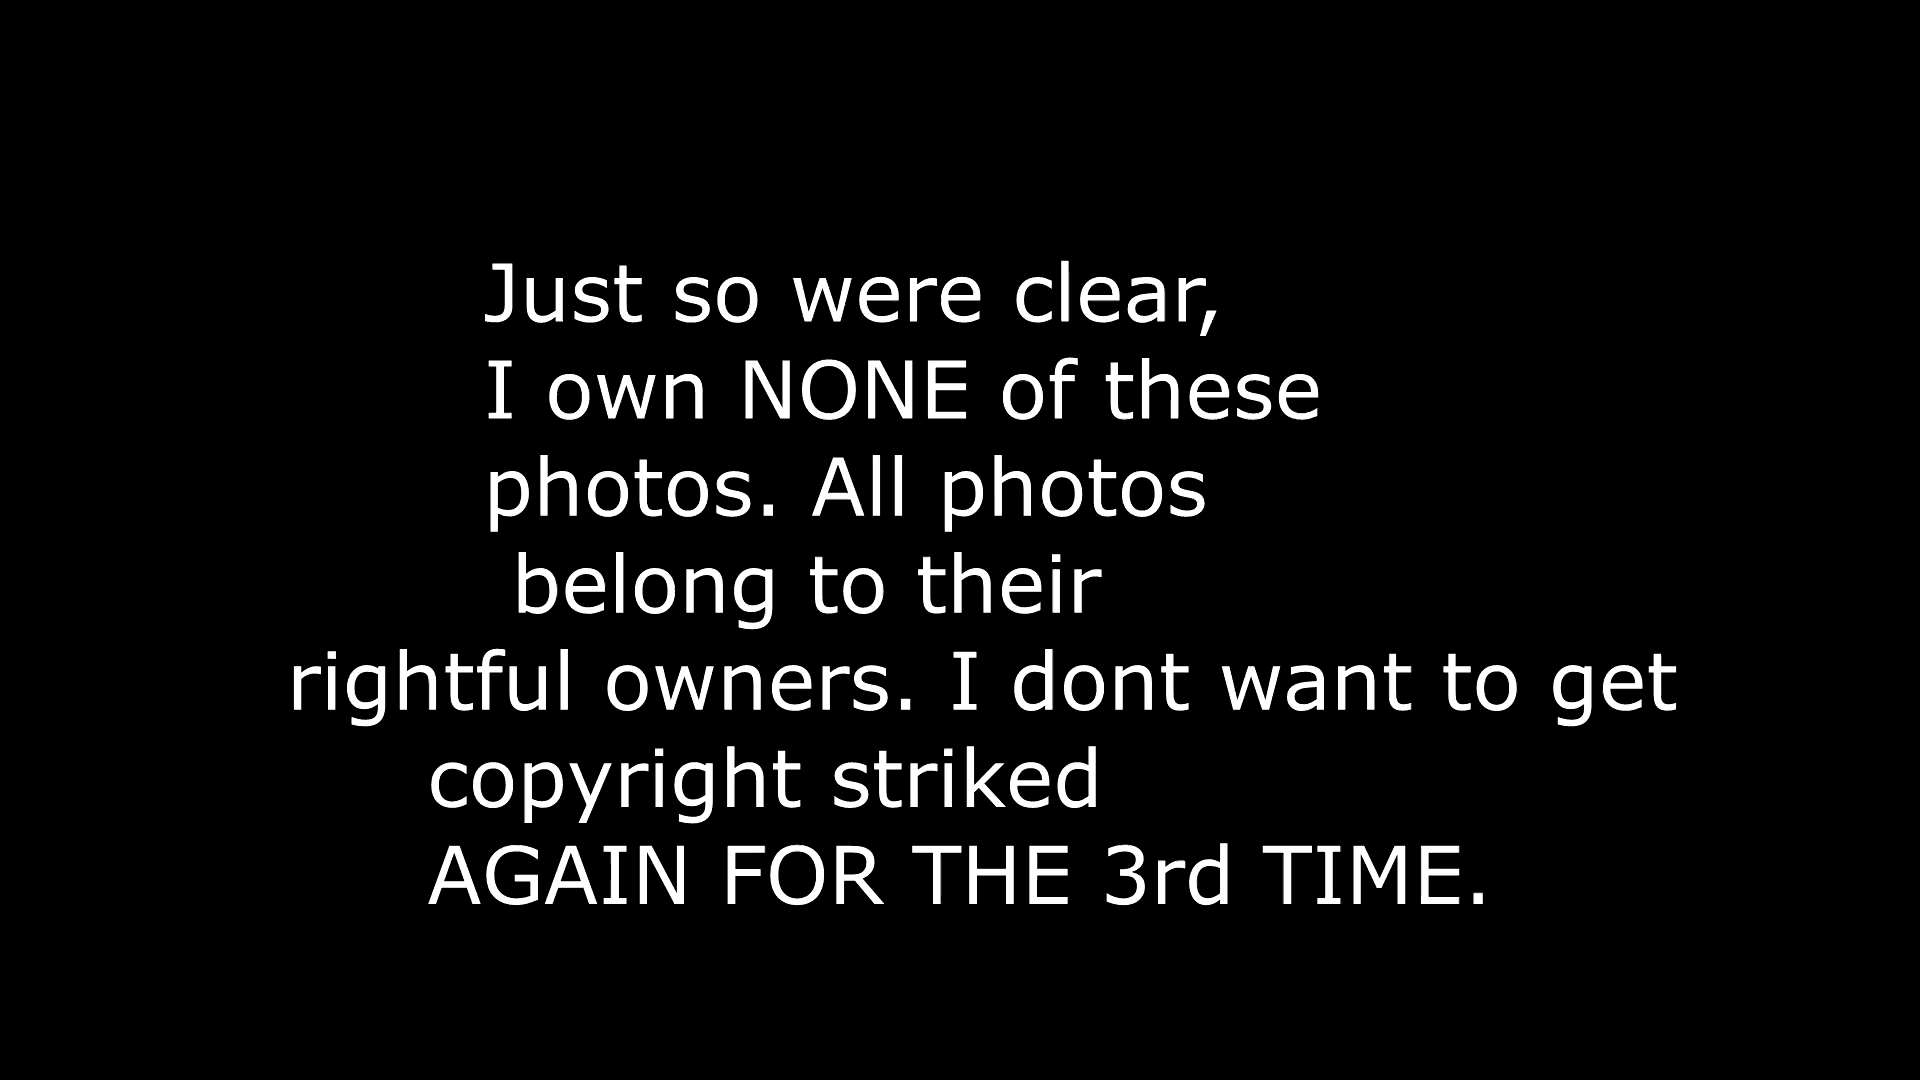 Just so were clear,
I own NONE of these
photos. All photos
belong to their
rightful owners. I dont want to get
copyright striked
AGAIN FOR THE 3rd TIME.